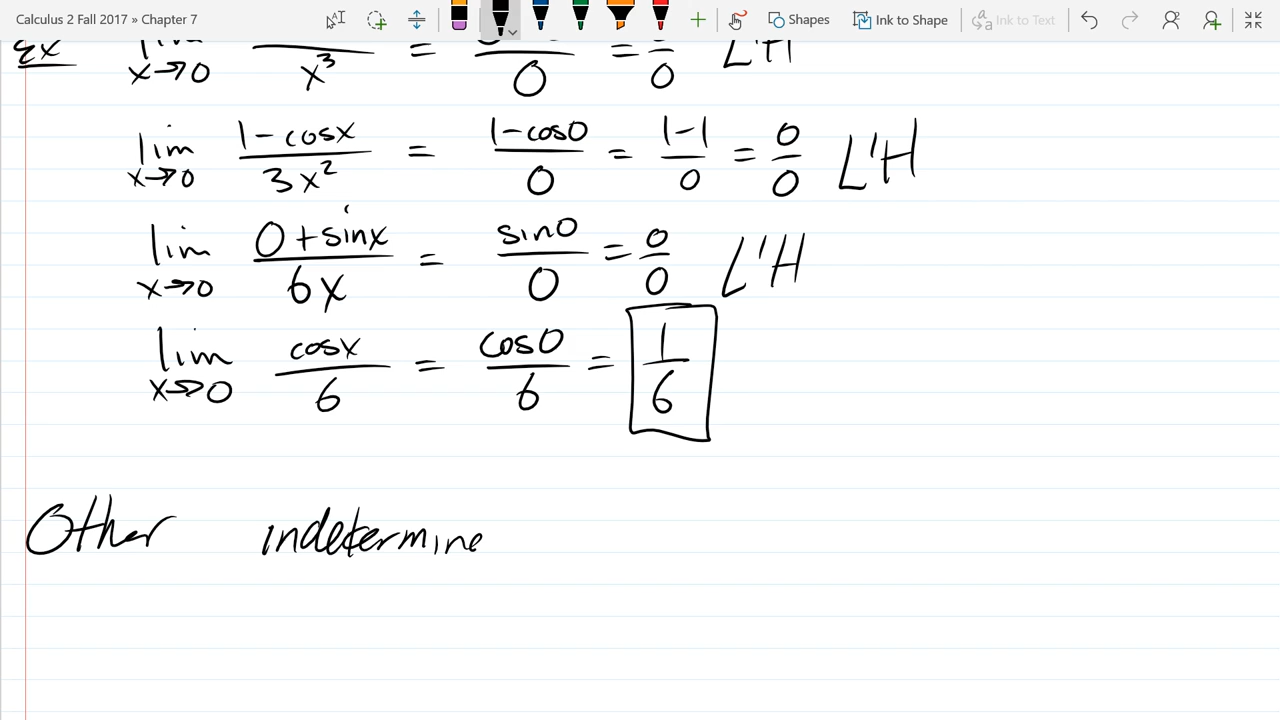 Calculus 2 Fall 2017 » Chapter 7
Shapes Ink to Shape Ink to Text
Ex lim x→0 / x³ = / 0 = / 0 L'H
lim x→0 1-cosx / 3x² = 1-cos0 / 0 = 1-1 / 0 = 0/0 L'H
lim x→0 0+sinx / 6x = sin0 / 0 = 0/0 L'H
lim x→0 cosx / 6 = cos0 / 6 = 1/6
Other indetermine